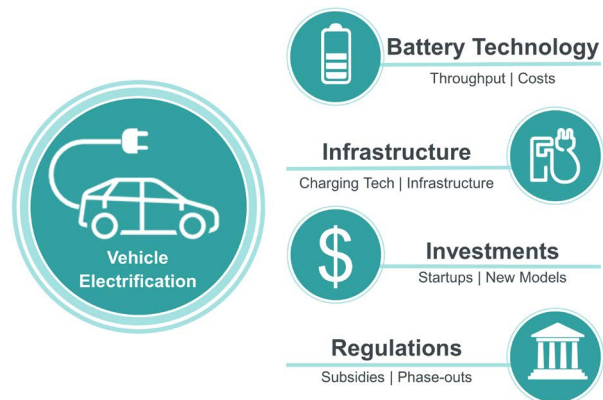 Vehicle
Electrification
Battery Technology
Throughput | Costs
Infrastructure
Charging Tech | Infrastructure
$
Investments
Startups | New Models
Regulations
Subsidies | Phase-outs